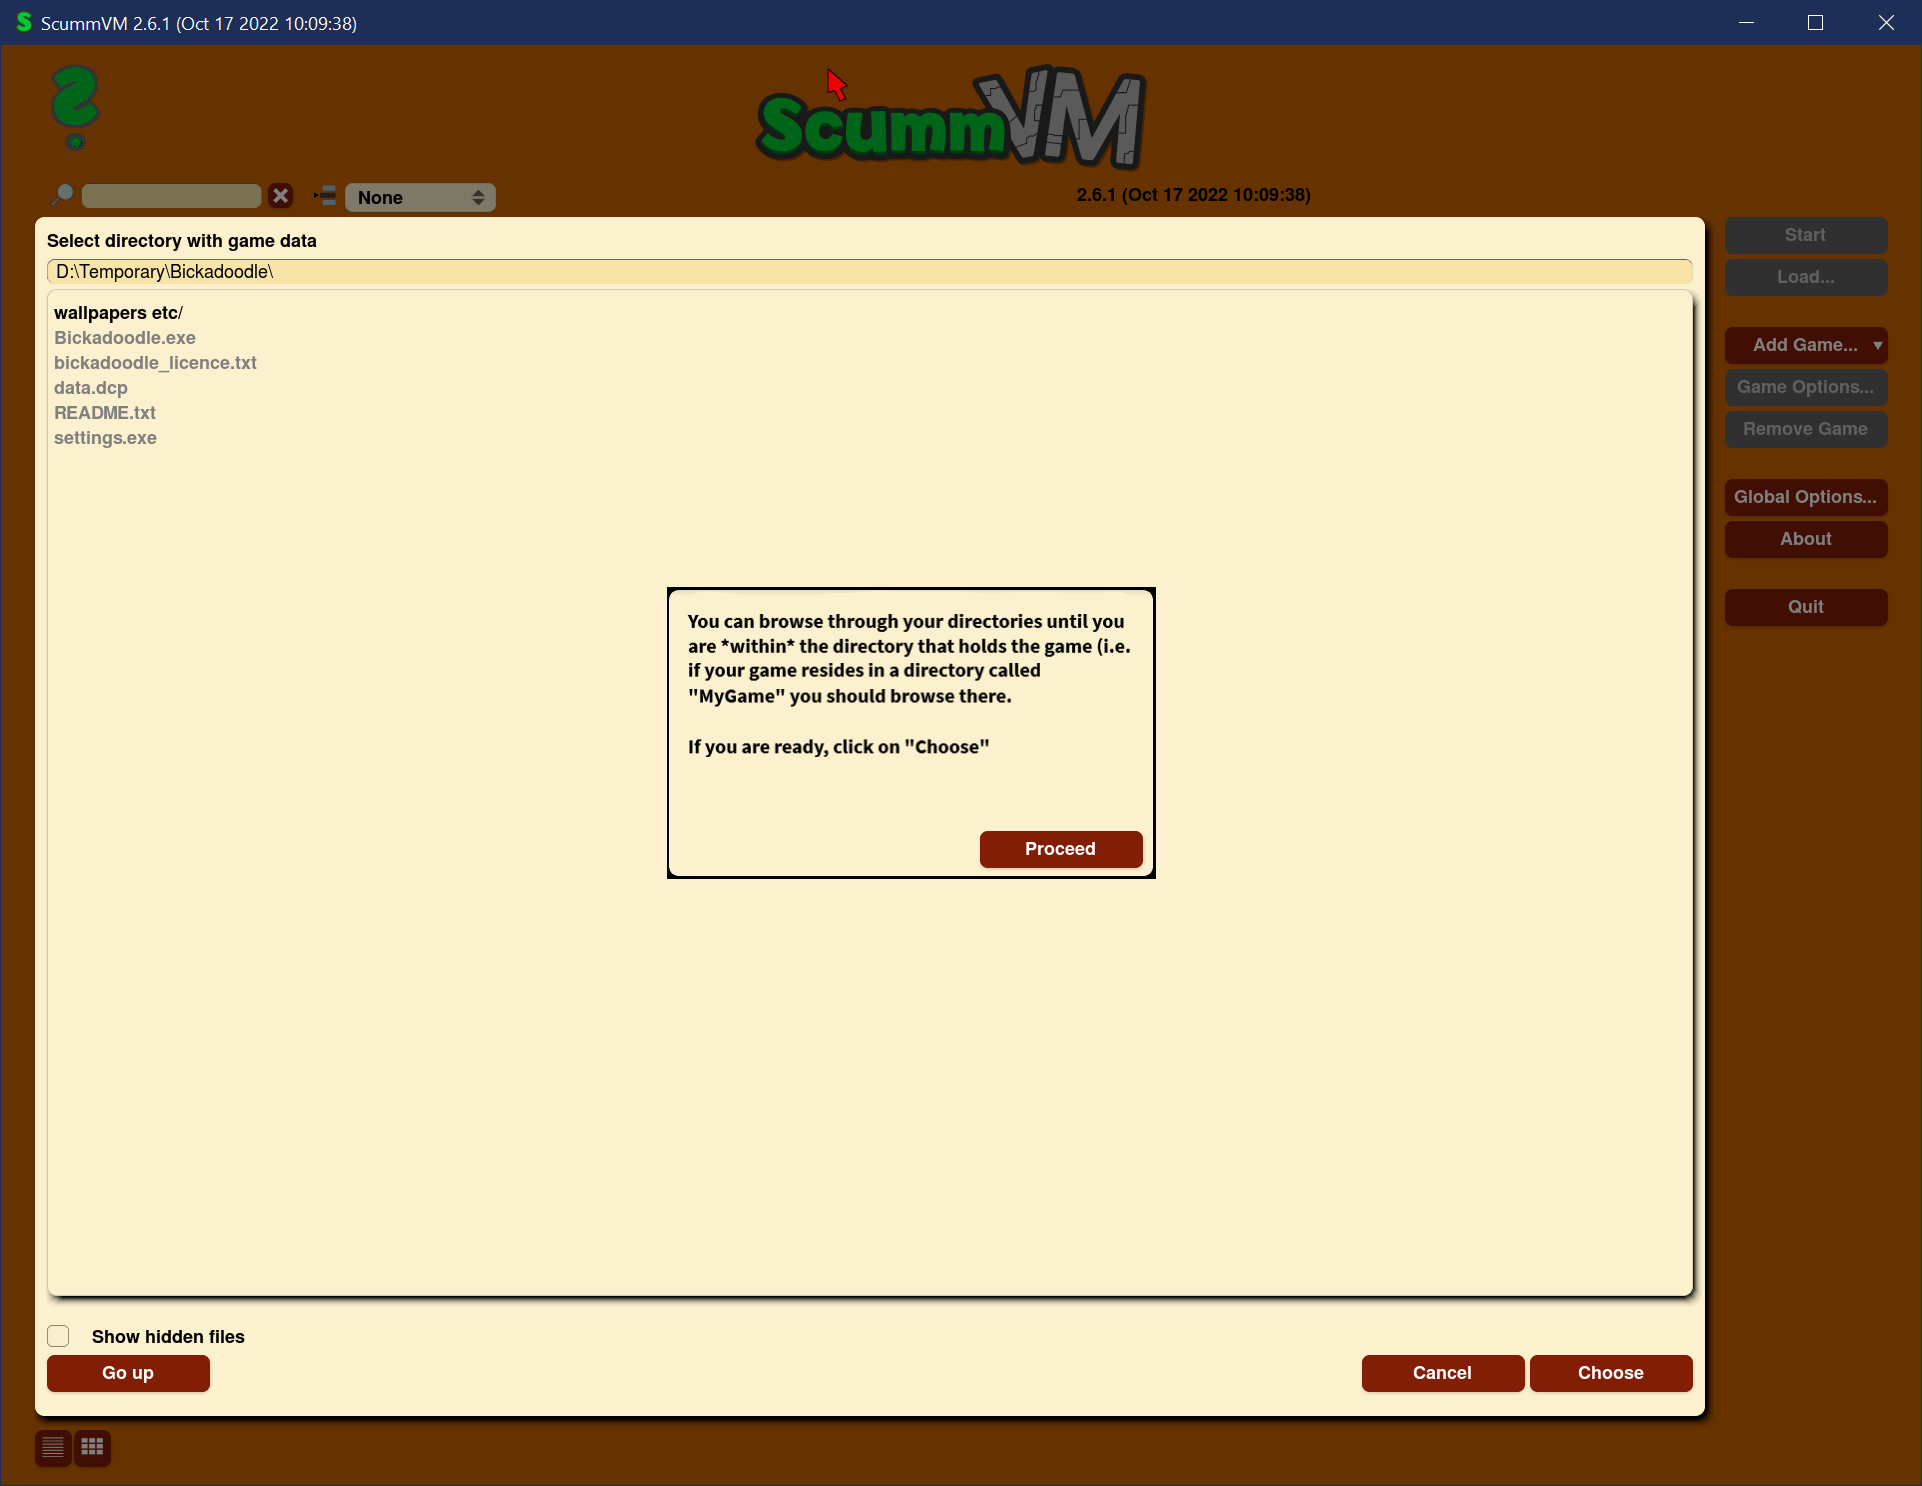 ScummVM 2.6.1 (Oct 17 2022 10:09:38)
ScummVM
None
2.6.1 (Oct 17 2022 10:09:38)
Select directory with game data
D:\Temporary\Bickadoodle\
wallpapers etc/
Bickadoodle.exe
bickadoodle_licence.txt
data.dcp
README.txt
settings.exe
You can browse through your directories until you
are *within* the directory that holds the game (i.e.
if your game resides in a directory called
"MyGame" you should browse there.
If you are ready, click on "Choose"
Proceed
Start
Load...
Add Game...
Game Options...
Remove Game
Global Options...
About
Quit
Show hidden files
Go up
Cancel
Choose